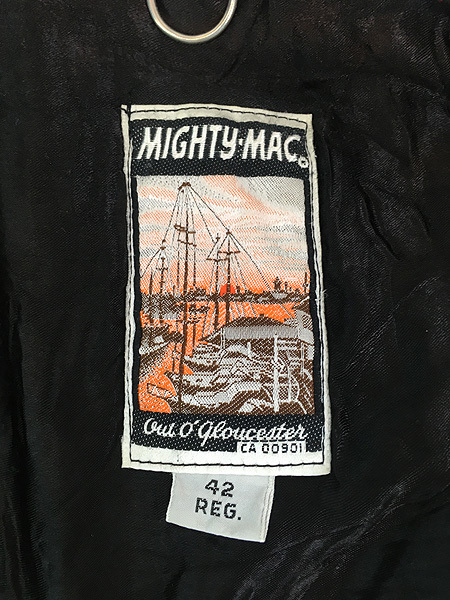 MIGHTY-MAC®
Out O' Gloucester
CA 00901
42
REG.